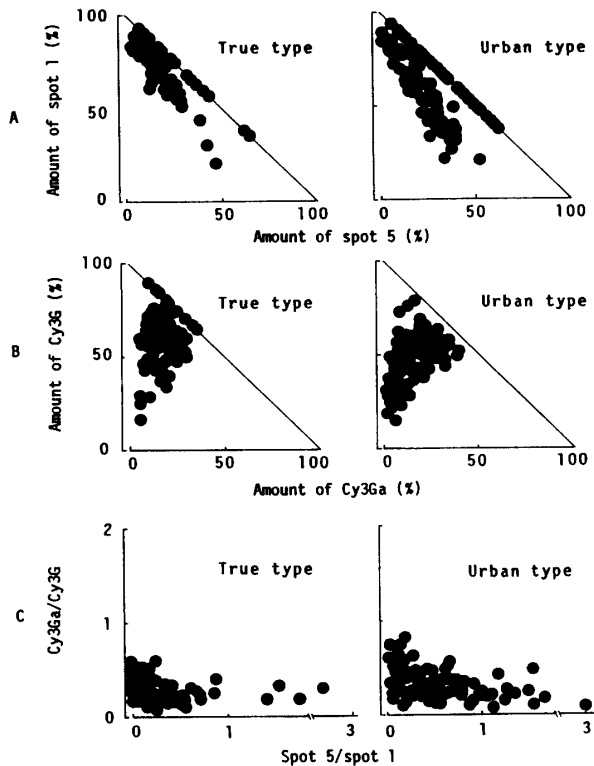 A
Amount of spot 1 (%)
100
50
0
True type
Urban type
0 50 100
0 50 100
Amount of spot 5 (%)
B
Amount of Cy3G (%)
100
50
0
True type
Urban type
0 50 100
0 50 100
Amount of Cy3Ga (%)
C
Cy3Ga/Cy3G
2
1
0
True type
Urban type
0 1 3
0 1 3
Spot 5/spot 1